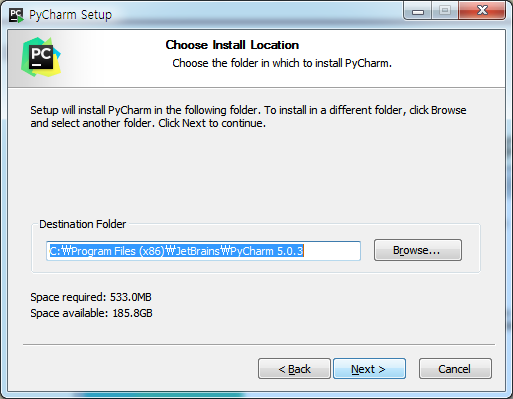 PC PyCharm Setup
PC
Choose Install Location
Choose the folder in which to install PyCharm.
Setup will install PyCharm in the following folder. To install in a different folder, click Browse
and select another folder. Click Next to continue.
Destination Folder
C:₩Program Files (x86)₩JetBrains₩PyCharm 5.0.3
Browse...
Space required: 533.0MB
Space available: 185.8GB
< Back
Next >
Cancel